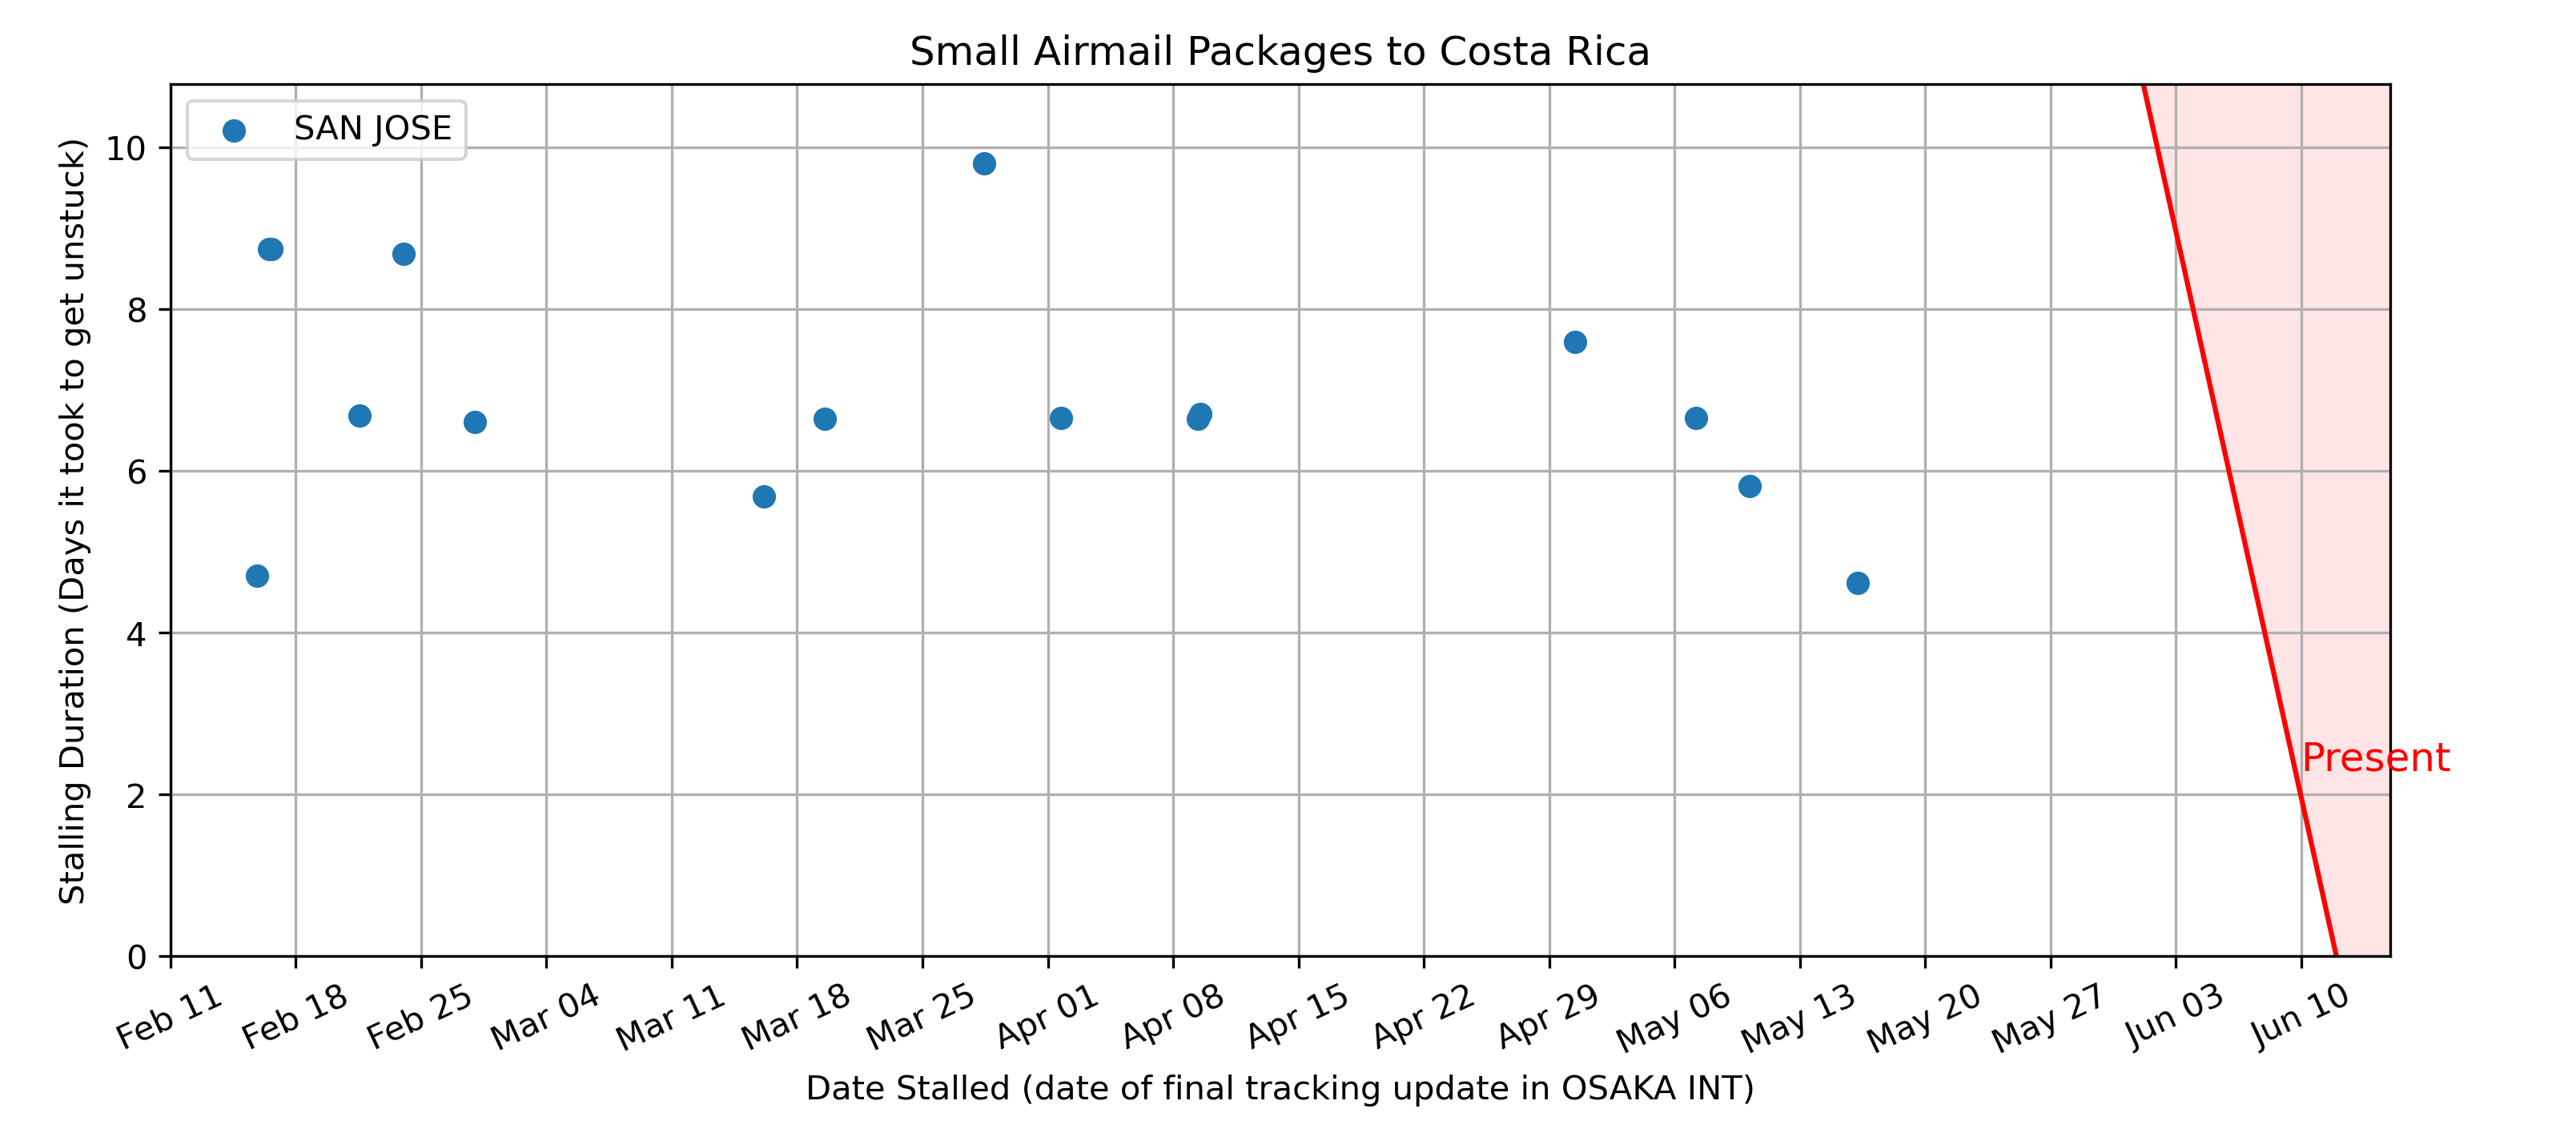 Small Airmail Packages to Costa Rica
SAN JOSE
Stalling Duration (Days it took to get unstuck)
10
8
6
4
2
0
Present
Feb 11
Feb 18
Feb 25
Mar 04
Mar 11
Mar 18
Mar 25
Apr 01
Apr 08
Apr 15
Apr 22
Apr 29
May 06
May 13
May 20
May 27
Jun 03
Jun 10
Date Stalled (date of final tracking update in OSAKA INT)